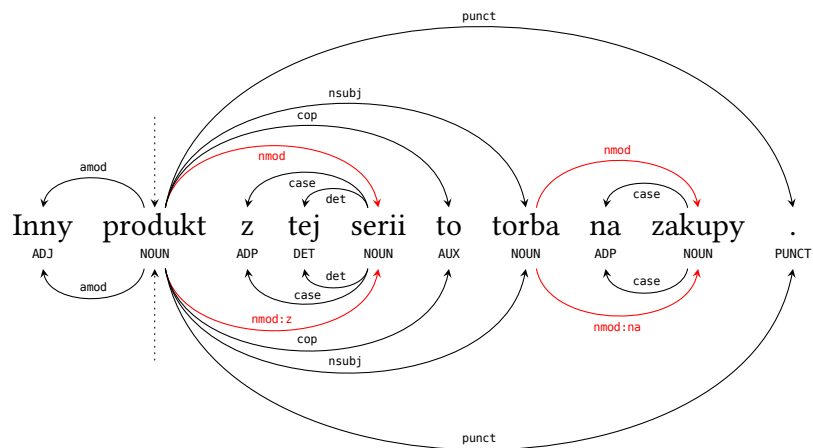 punct
nsubj
cop
nmod nmod
amod case case
det
Inny produkt z tej serii to torba na zakupy .
ADJ NOUN ADP DET NOUN AUX NOUN ADP NOUN PUNCT
amod det case
case
nmod:z nmod:na
cop
nsubj
punct